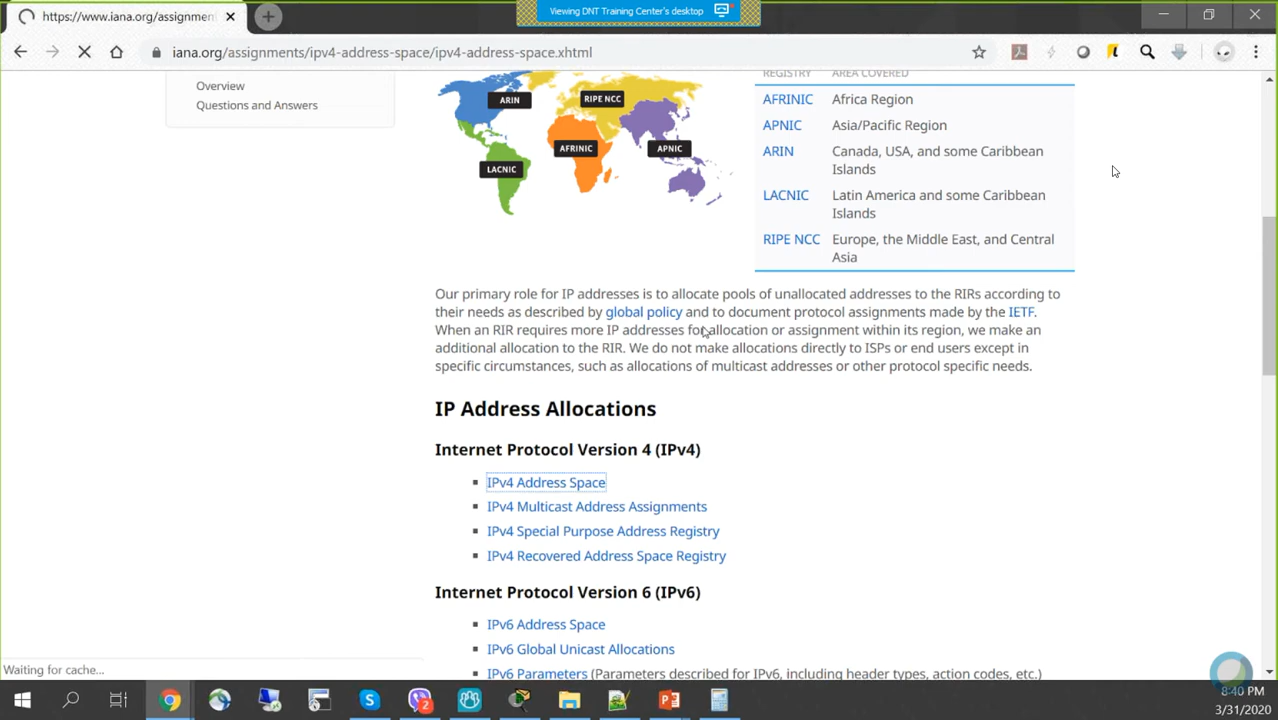 https://www.iana.org/assignment
Viewing DNT Training Center's desktop
iana.org/assignments/ipv4-address-space/ipv4-address-space.xhtml
Overview
Questions and Answers
ARIN
RIPE NCC
AFRINIC
APNIC
LACNIC
REGISTRY AREA COVERED
AFRINIC Africa Region
APNIC Asia/Pacific Region
ARIN Canada, USA, and some Caribbean
Islands
LACNIC Latin America and some Caribbean
Islands
RIPE NCC Europe, the Middle East, and Central
Asia
Our primary role for IP addresses is to allocate pools of unallocated addresses to the RIRs according to
their needs as described by global policy and to document protocol assignments made by the IETF.
When an RIR requires more IP addresses for allocation or assignment within its region, we make an
additional allocation to the RIR. We do not make allocations directly to ISPs or end users except in
specific circumstances, such as allocations of multicast addresses or other protocol specific needs.
IP Address Allocations
Internet Protocol Version 4 (IPv4)
IPv4 Address Space
IPv4 Multicast Address Assignments
IPv4 Special Purpose Address Registry
IPv4 Recovered Address Space Registry
Internet Protocol Version 6 (IPv6)
IPv6 Address Space
IPv6 Global Unicast Allocations
IPv6 Parameters (Parameters described for IPv6, including header types, action codes, etc.)
Waiting for cache...
2
8:40 PM
3/31/2020